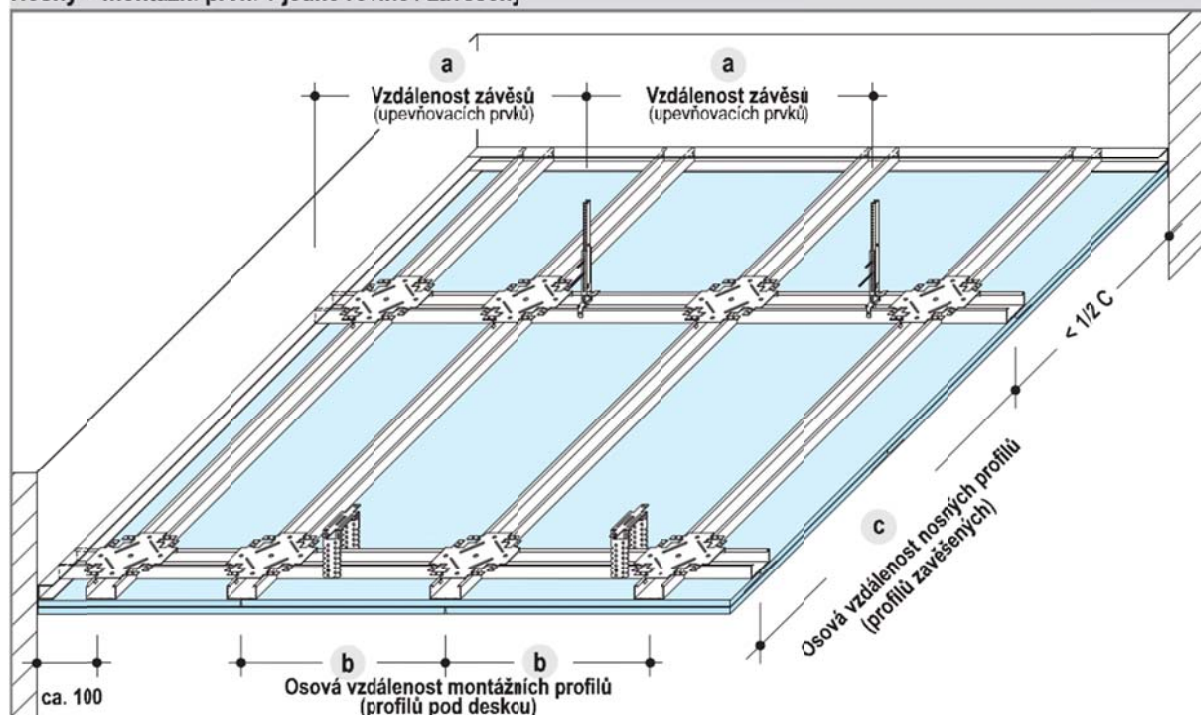 a
Vzdálenost závěsů
(upevňovacích prvků)
a
Vzdálenost závěsů
(upevňovacích prvků)
< 1/2 C
c
Osová vzdálenost nosných profilů
(profilů zavěšených)
ca. 100
b
b
Osová vzdálenost montážních profilů
(profilů pod deskou)